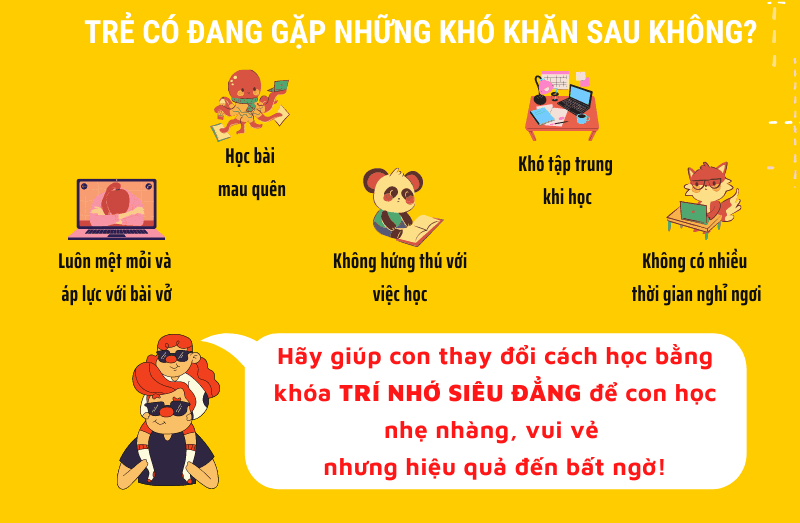 TRẺ CÓ ĐANG GẶP NHỮNG KHÓ KHĂN SAU KHÔNG?
Học bài
mau quên
Khó tập trung
khi học
Luôn mệt mỏi và
áp lực với bài vở
Không hứng thú với
việc học
Không có nhiều
thời gian nghỉ ngơi
Hãy giúp con thay đổi cách học bằng
khóa TRÍ NHỚ SIÊU ĐẲNG để con học
nhẹ nhàng, vui vẻ
nhưng hiệu quả đến bất ngờ!